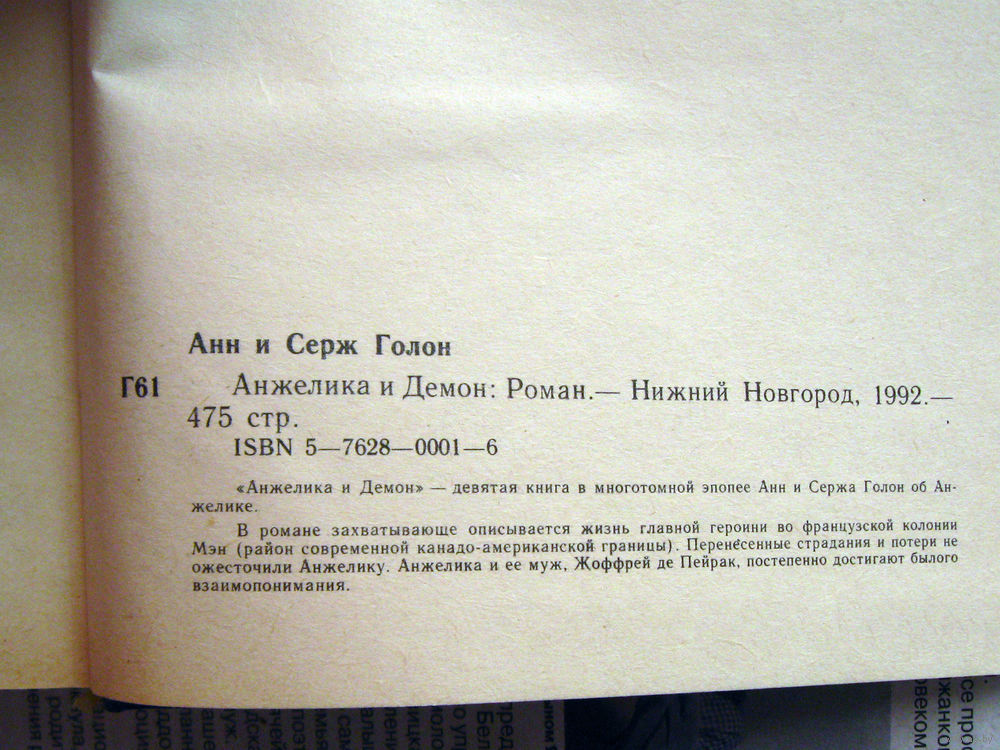 Анн и Серж Голон
Г61 Анжелика и Демон: Роман.— Нижний Новгород, 1992.—
475 стр.
ISBN 5—7628—0001—6
«Анжелика и Демон» — девятая книга в многотомной эпопее Анн и Сержа Голон об Ан-
желике.
В романе захватывающе описывается жизнь главной героини во французской колонии
Мэн (район современной канадо-американской границы). Перенесенные страдания и потери не
ожесточили Анжелику. Анжелика и ее муж, Жоффрей де Пейрак, постепенно достигают былого
взаимопонимания.